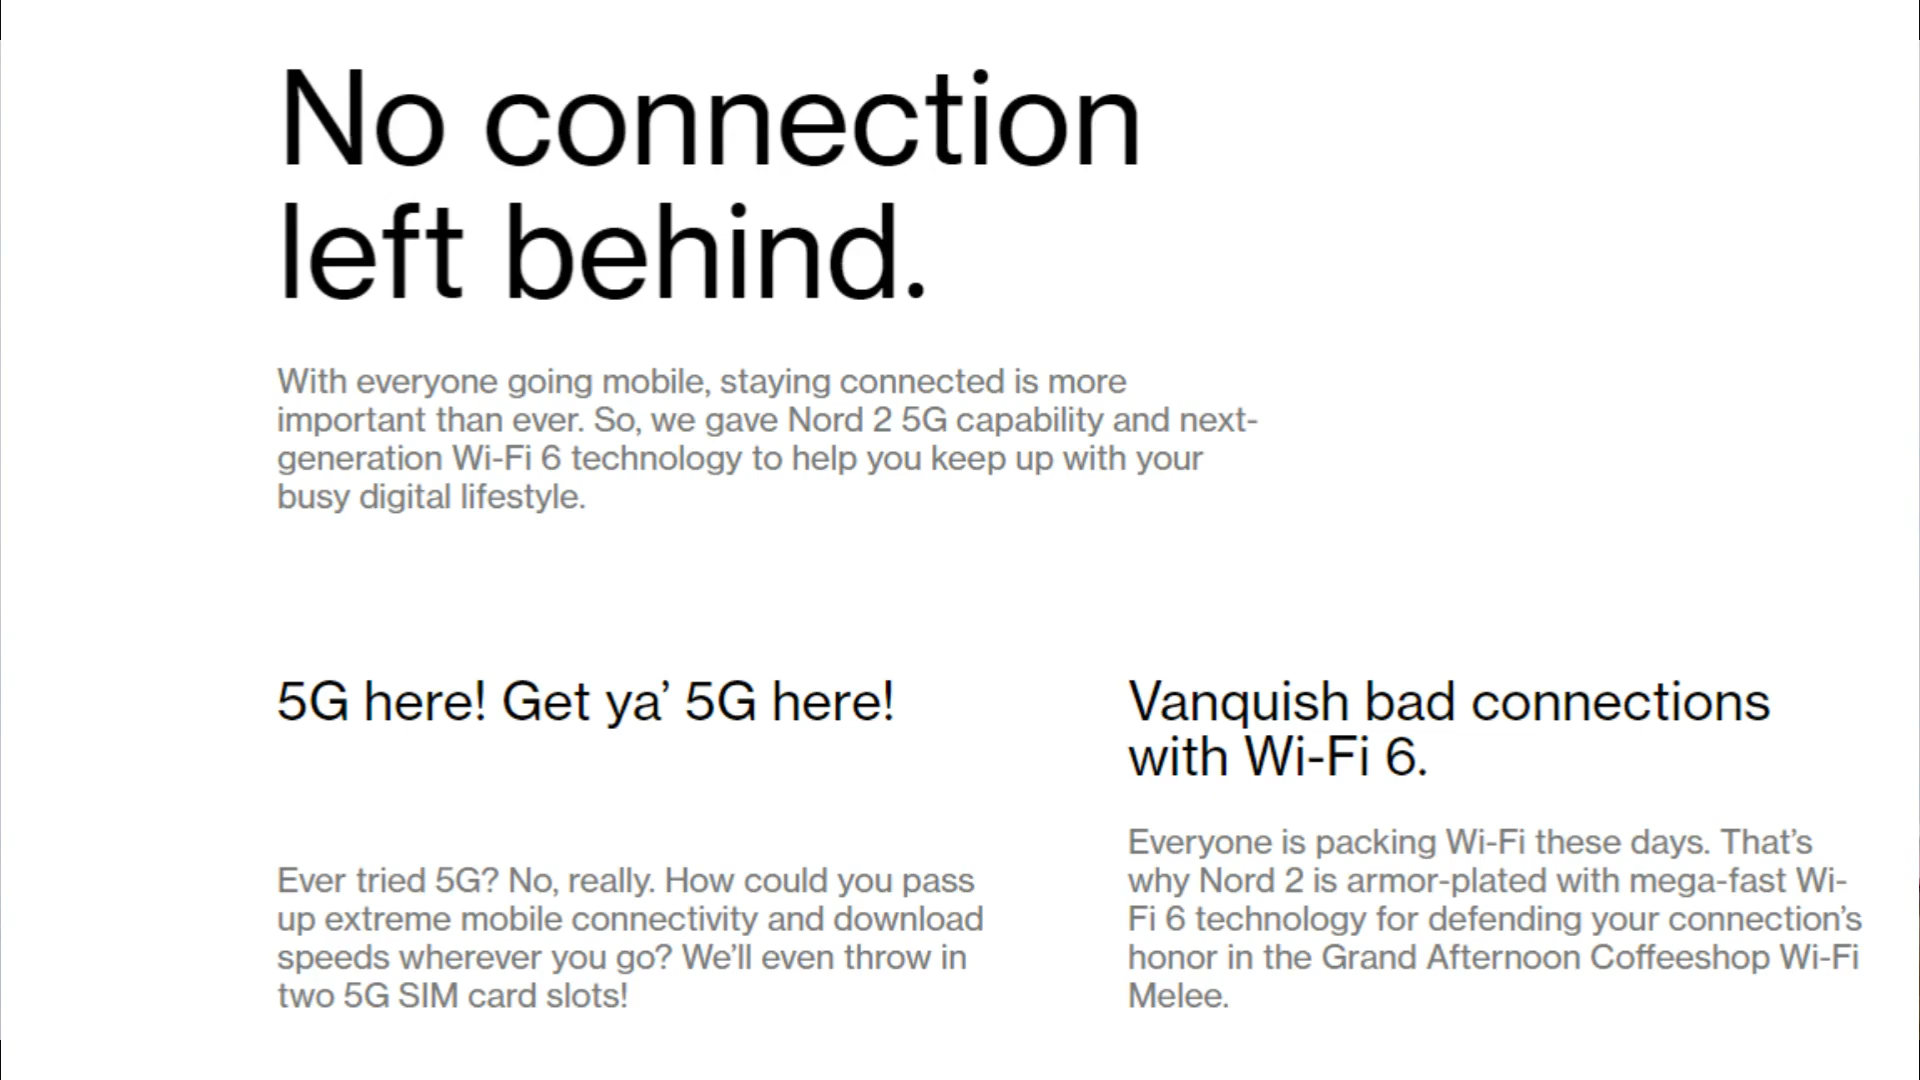 No connection
left behind.
With everyone going mobile, staying connected is more
important than ever. So, we gave Nord 2 5G capability and next-
generation Wi-Fi 6 technology to help you keep up with your
busy digital lifestyle.
5G here! Get ya’ 5G here!
Ever tried 5G? No, really. How could you pass
up extreme mobile connectivity and download
speeds wherever you go? We’ll even throw in
two 5G SIM card slots!
Vanquish bad connections
with Wi-Fi 6.
Everyone is packing Wi-Fi these days. That’s
why Nord 2 is armor-plated with mega-fast Wi-
Fi 6 technology for defending your connection’s
honor in the Grand Afternoon Coffeeshop Wi-Fi
Melee.